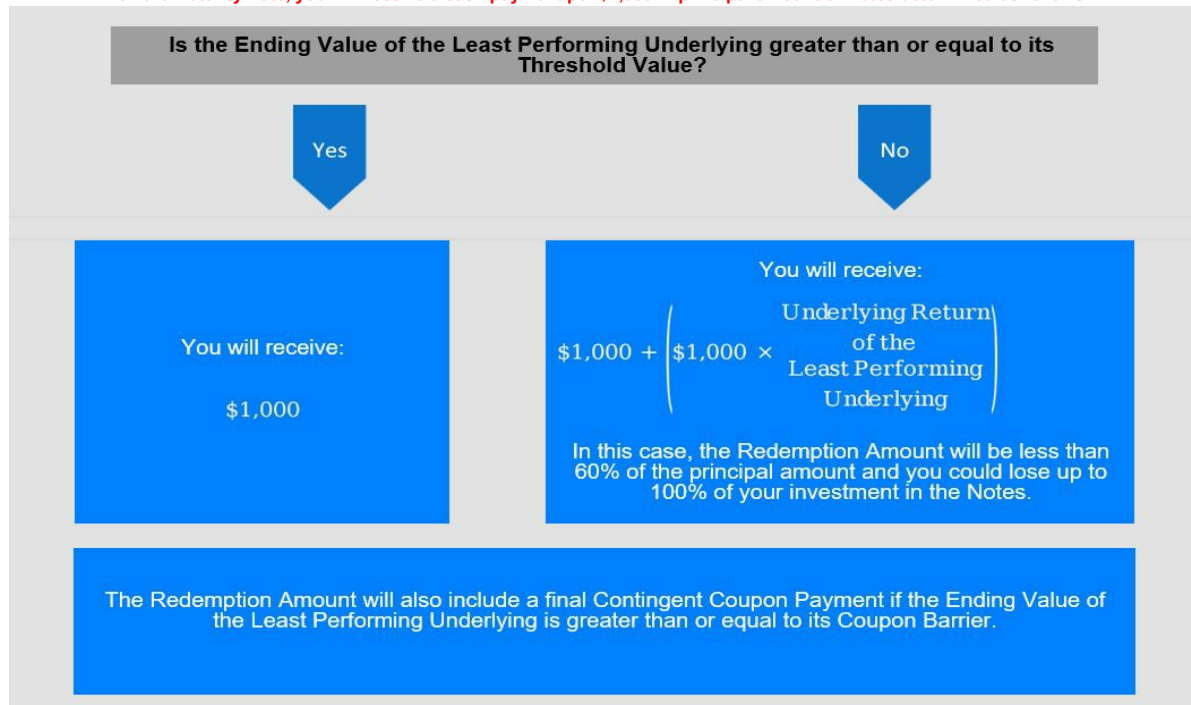 Is the Ending Value of the Least Performing Underlying greater than or equal to its
Threshold Value?
Yes
No
You will receive:
$1,000
You will receive:
$1,000 + ($1,000 × Underlying Return
of the
Least Performing
Underlying)
In this case, the Redemption Amount will be less than
60% of the principal amount and you could lose up to
100% of your investment in the Notes.
The Redemption Amount will also include a final Contingent Coupon Payment if the Ending Value of
the Least Performing Underlying is greater than or equal to its Coupon Barrier.